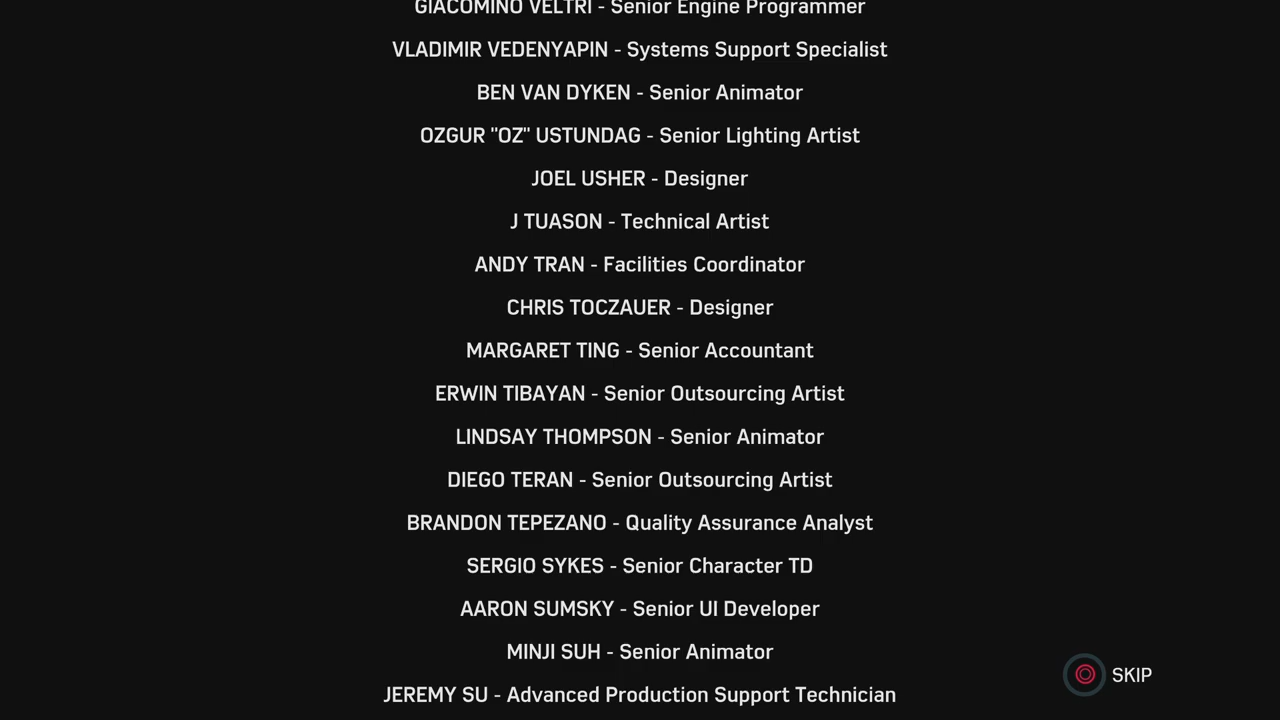 GIACOMINO VELTRI - Senior Engine Programmer
VLADIMIR VEDENYAPIN - Systems Support Specialist
BEN VAN DYKEN - Senior Animator
OZGUR "OZ" USTUNDAG - Senior Lighting Artist
JOEL USHER - Designer
J TUASON - Technical Artist
ANDY TRAN - Facilities Coordinator
CHRIS TOCZAUER - Designer
MARGARET TING - Senior Accountant
ERWIN TIBAYAN - Senior Outsourcing Artist
LINDSAY THOMPSON - Senior Animator
DIEGO TERAN - Senior Outsourcing Artist
BRANDON TEPEZANO - Quality Assurance Analyst
SERGIO SYKES - Senior Character TD
AARON SUMSKY - Senior UI Developer
MINJI SUH - Senior Animator
SKIP
JEREMY SU - Advanced Production Support Technician